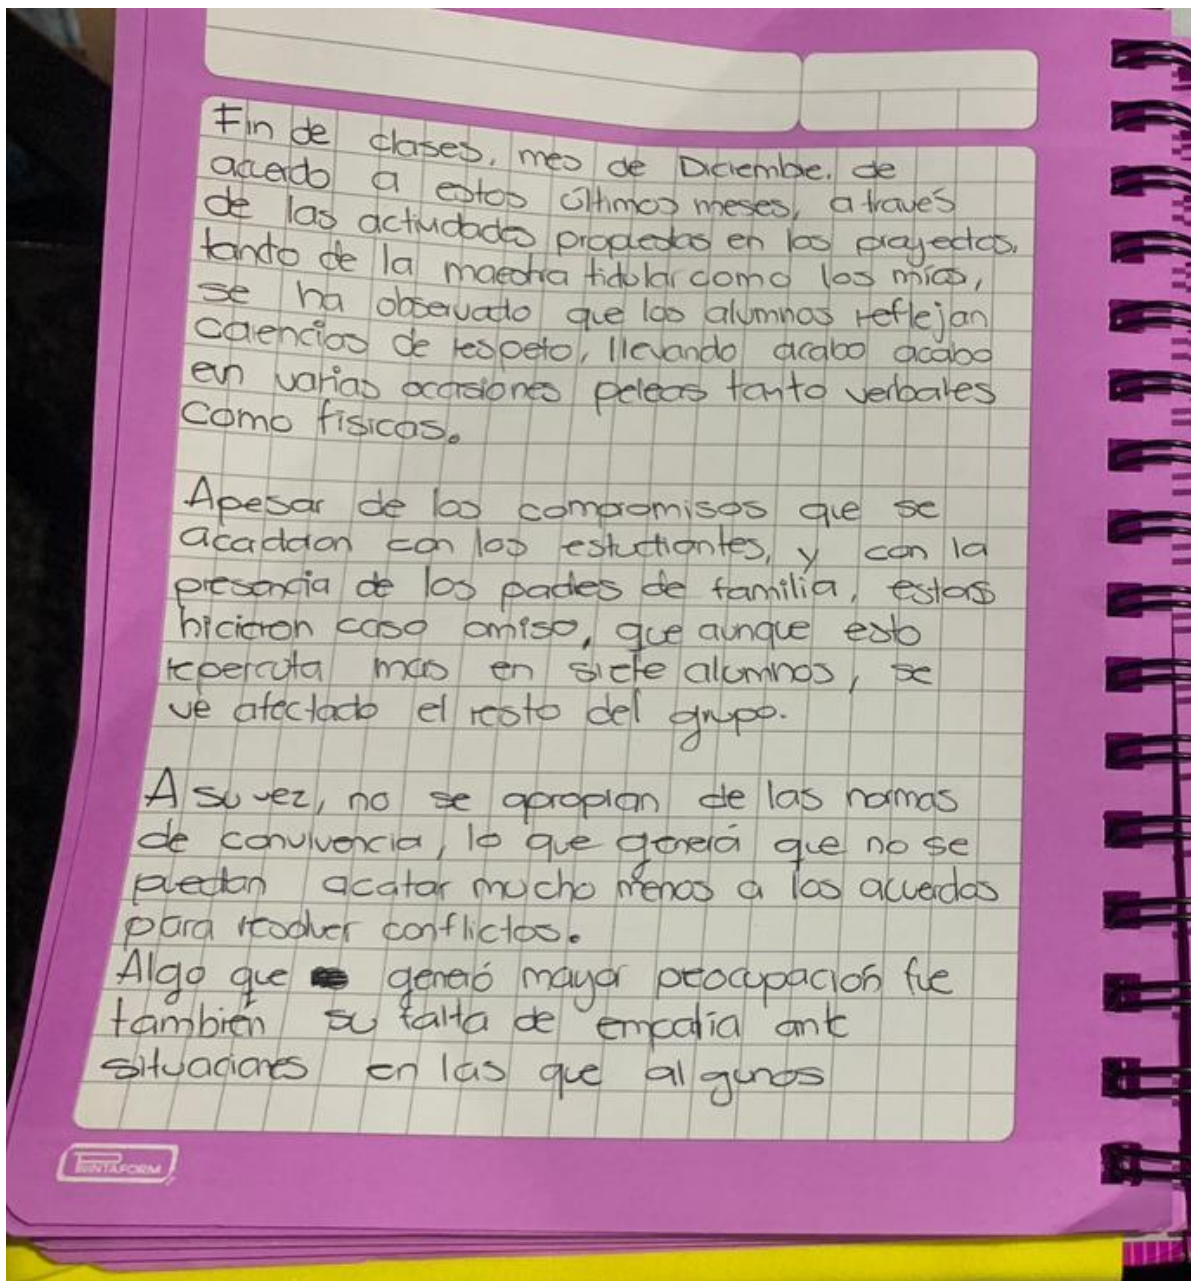 Fin de clases, mes de Diciembre. de
acuerdo a estos últimos meses, através
de las actividades propiedas en los proyectos,
tando de la maestra tidular como los míos,
se ha observado que los alumnos reflejan
carencias de respeto, llevando acabo acabo
en varias ocasiones peleas tanto verbales
como físicas.
Apesar de los compromisos que se
acordaron con los estudiantes, y con la
presencia de los padres de familia, estos
hicieron caso omiso, que aunque esto
repercuta mas en siete alumnos, se
ve afectado el resto del grupo.
A su vez, no se apropian de las normas
de convivencia, lo que generá que no se
puedan acatar mucho menos a los acuerdos
para resolver conflictos.
Algo que generó mayor preocupación fue
también su falta de empatia ante
situaciones en las que algunos
PRINTAFORM